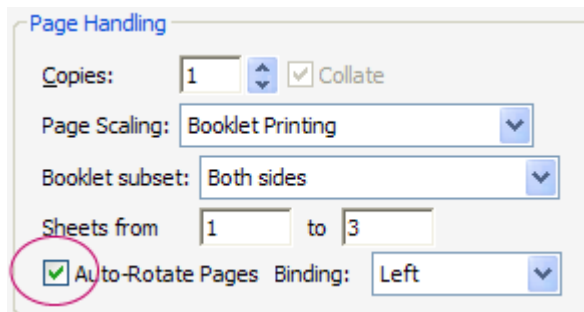 Page Handling
Copies: 1 Collate
Page Scaling: Booklet Printing
Booklet subset: Both sides
Sheets from 1 to 3
Auto-Rotate Pages Binding: Left